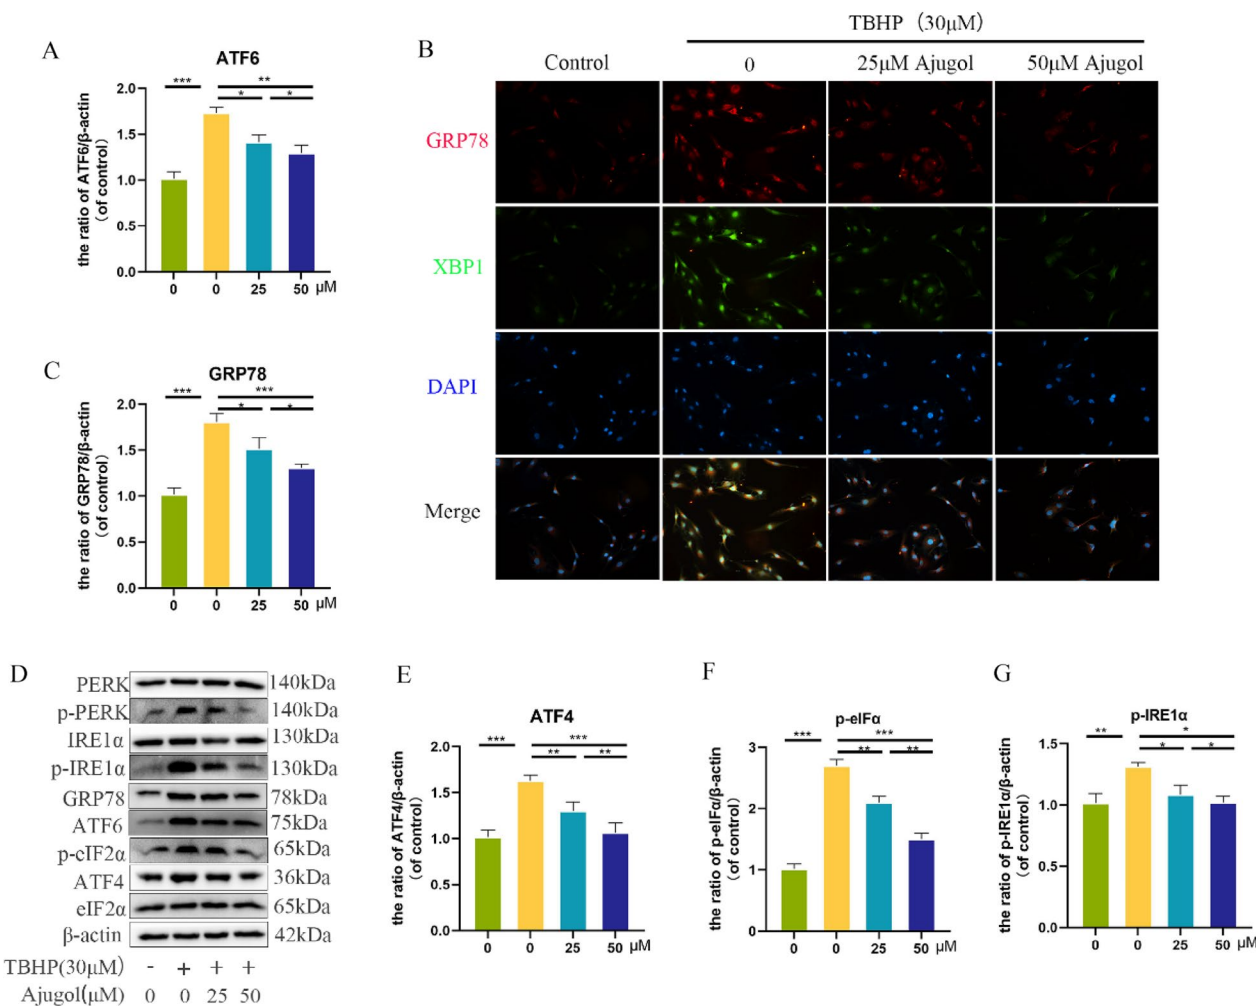 A
ATF6
*** ** * *
the ratio of ATF6/β-actin
(of control)
2.0
1.5
1.0
0.5
0.0
0 0 25 50 μM
B
TBHP (30μM)
Control 0 25μM Ajugol 50μM Ajugol
GRP78
XBP1
DAPI
Merge
C
GRP78
*** *** * *
the ratio of GRP78/β-actin
(of control)
2.0
1.5
1.0
0.5
0.0
0 0 25 50 μM
D
PERK 140kDa
p-PERK 140kDa
IRE1α 130kDa
p-IRE1α 130kDa
GRP78 78kDa
ATF6 75kDa
p-eIF2α 65kDa
ATF4 36kDa
eIF2α 65kDa
β-actin 42kDa
TBHP(30μM) - + + +
Ajugol(μM) 0 0 25 50
E
ATF4
*** *** ** **
the ratio of ATF4/β-actin
(of control)
2.0
1.5
1.0
0.5
0.0
0 0 25 50 μM
F
p-eIFα
*** *** ** **
the ratio of p-eIFα/β-actin
(of control)
3
2
1
0
0 0 25 50 μM
G
p-IRE1α
** * * *
the ratio of p-IRE1α/β-actin
(of control)
1.5
1.0
0.5
0.0
0 0 25 50 μM